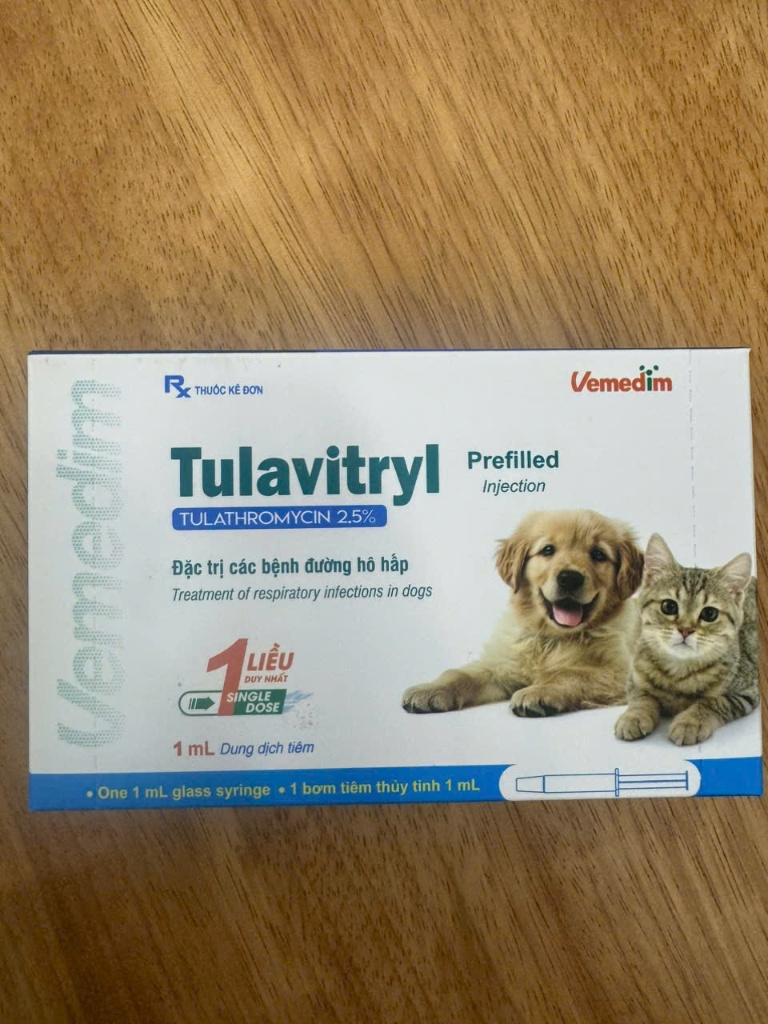 Vemedim
Rx THUỐC KÊ ĐƠN
Vemedim
Tulavitryl
Prefilled
Injection
TULATHROMYCIN 2.5%
Đặc trị các bệnh đường hô hấp
Treatment of respiratory infections in dogs
1 LIỀU
DUY NHẤT
SINGLE
DOSE
1 mL Dung dịch tiêm
• One 1 mL glass syringe • 1 bơm tiêm thủy tinh 1 mL